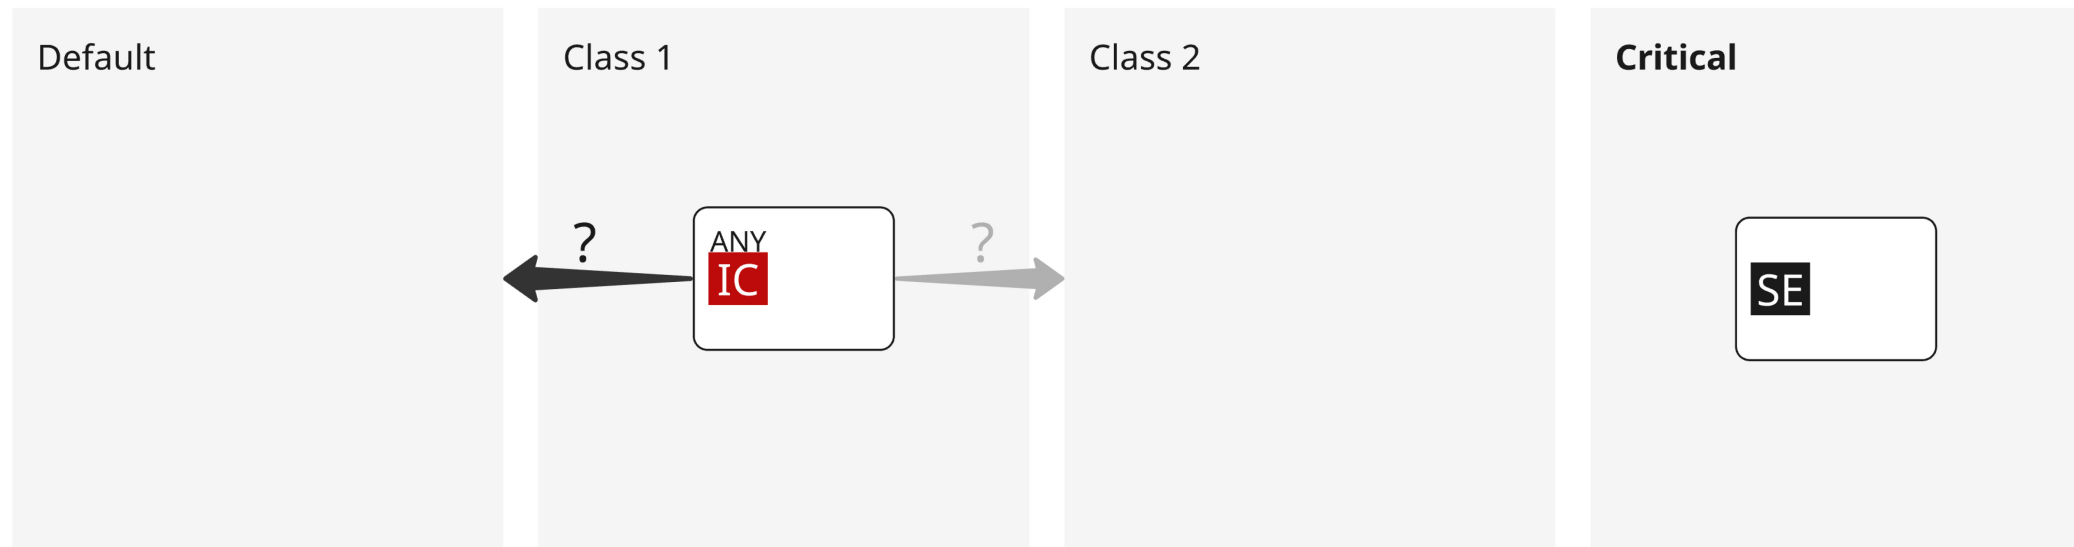 Default
Class 1
Class 2
Critical
?
ANY
IC
?
SE